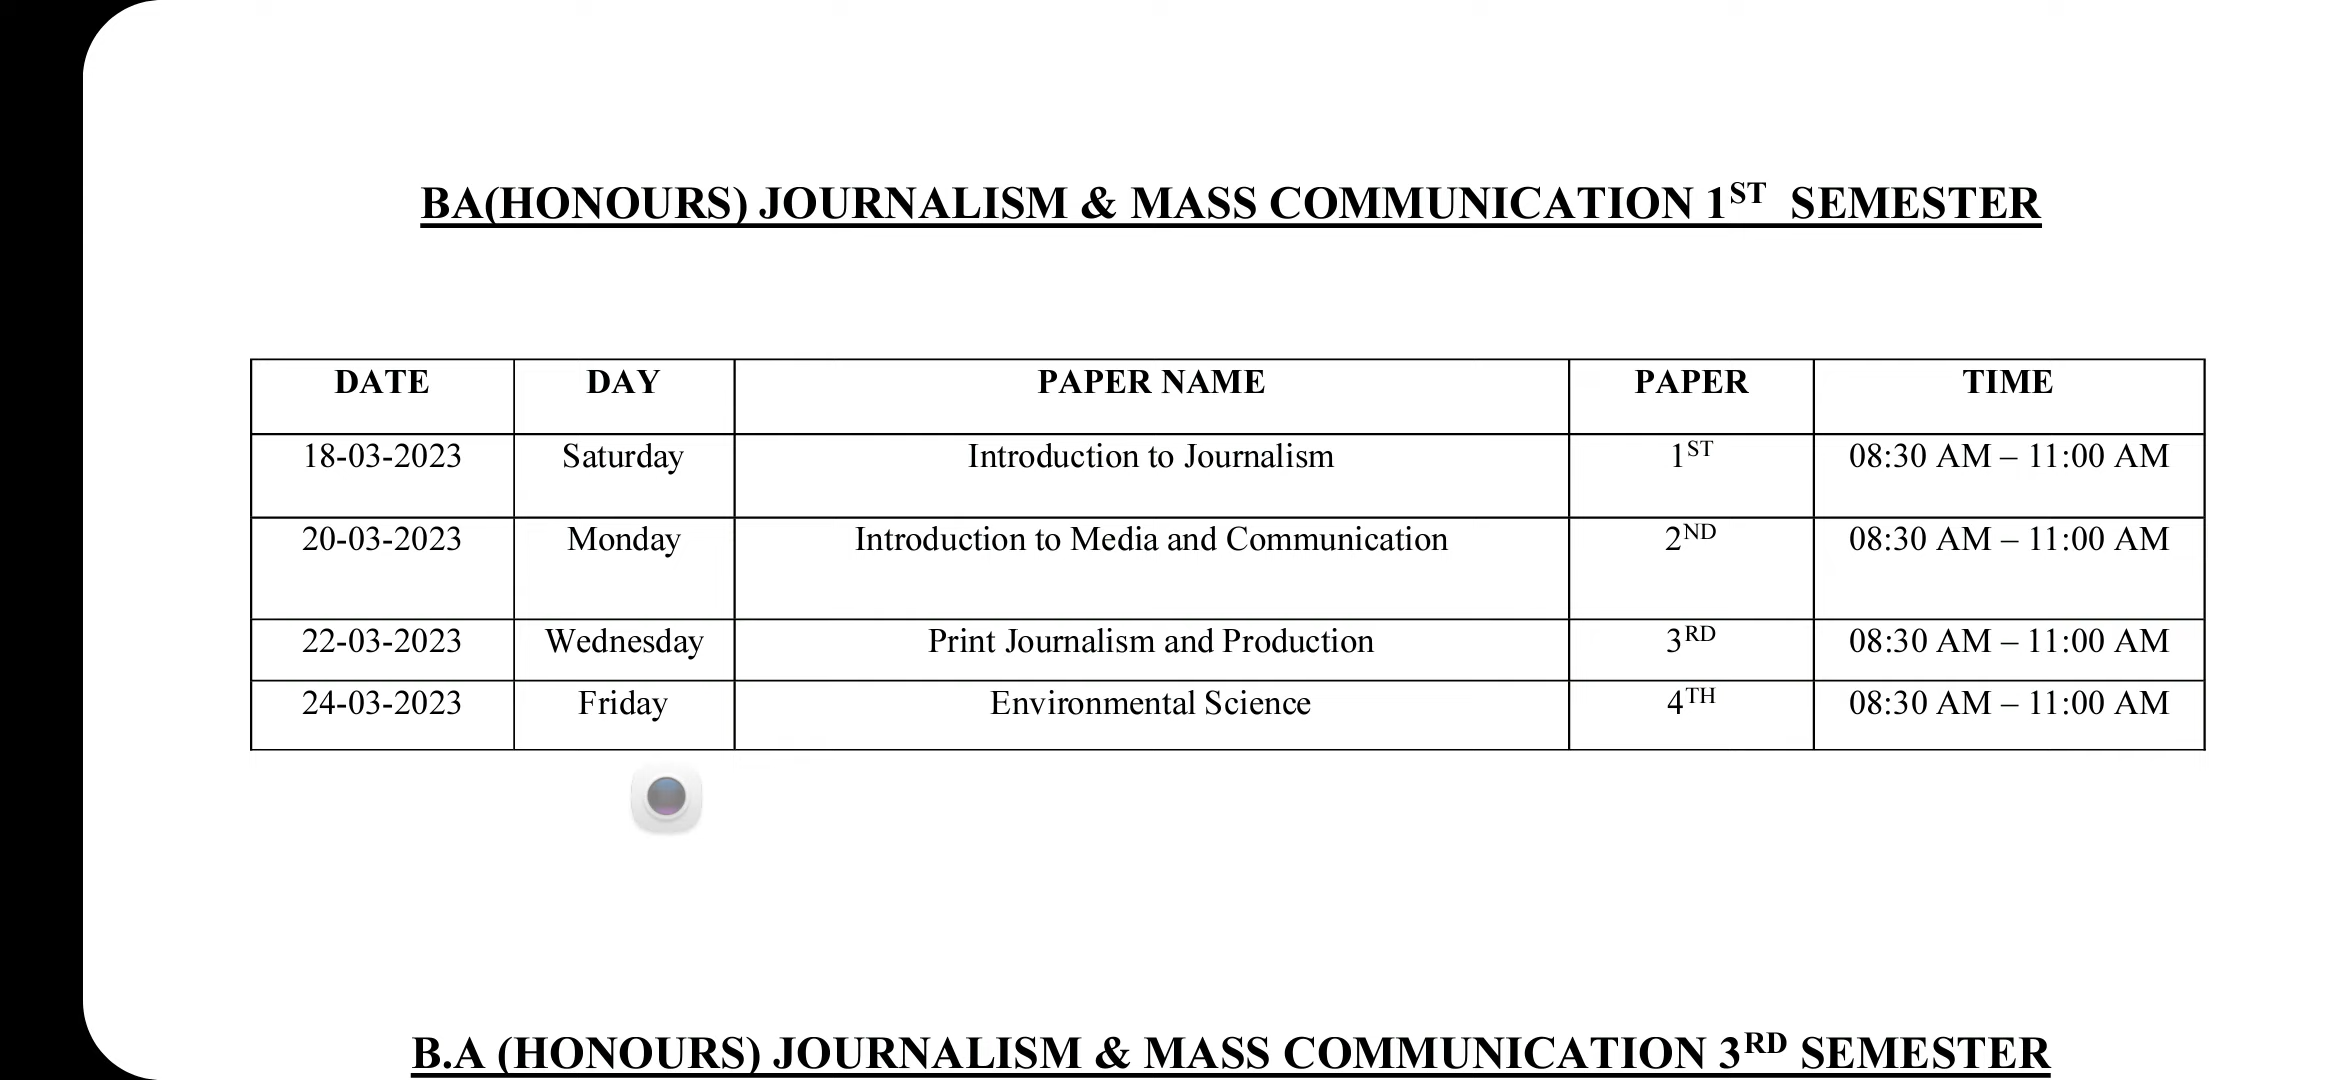 BA(HONOURS) JOURNALISM & MASS COMMUNICATION 1ST SEMESTER
DATE DAY PAPER NAME PAPER TIME
18-03-2023 Saturday Introduction to Journalism 1ST 08:30 AM – 11:00 AM
20-03-2023 Monday Introduction to Media and Communication 2ND 08:30 AM – 11:00 AM
22-03-2023 Wednesday Print Journalism and Production 3RD 08:30 AM – 11:00 AM
24-03-2023 Friday Environmental Science 4TH 08:30 AM – 11:00 AM
B.A (HONOURS) JOURNALISM & MASS COMMUNICATION 3RD SEMESTER